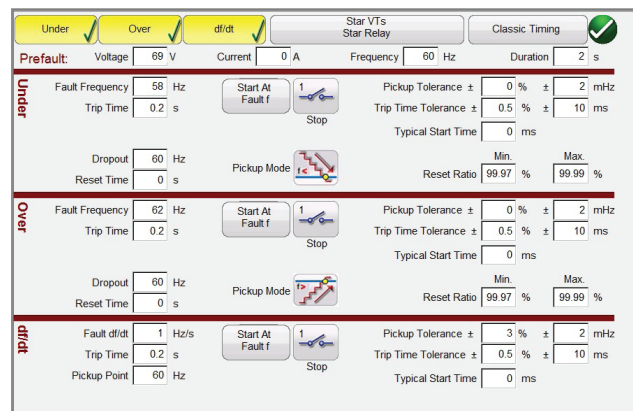 Under Over df/dt Star VTs Star Relay Classic Timing
Prefault: Voltage 69 V Current 0 A Frequency 60 Hz Duration 2 s
Under
Fault Frequency 58 Hz Start At Fault f 1 Stop Pickup Tolerance ± 0 % ± 2 mHz
Trip Time 0.2 s Trip Time Tolerance ± 0.5 % ± 10 ms
Typical Start Time 0 ms
Min. Max.
Dropout 60 Hz Pickup Mode f< Reset Ratio 99.97 % 99.99 %
Reset Time 0 s
Over
Fault Frequency 62 Hz Start At Fault f 1 Stop Pickup Tolerance ± 0 % ± 2 mHz
Trip Time 0.2 s Trip Time Tolerance ± 0.5 % ± 10 ms
Typical Start Time 0 ms
Min. Max.
Dropout 60 Hz Pickup Mode f> Reset Ratio 99.97 % 99.99 %
Reset Time 0 s
df/dt
Fault df/dt 1 Hz/s Start At Fault f 1 Stop Pickup Tolerance ± 3 % ± 2 mHz
Trip Time 0.2 s Trip Time Tolerance ± 0.5 % ± 10 ms
Pickup Point 60 Hz Typical Start Time 0 ms